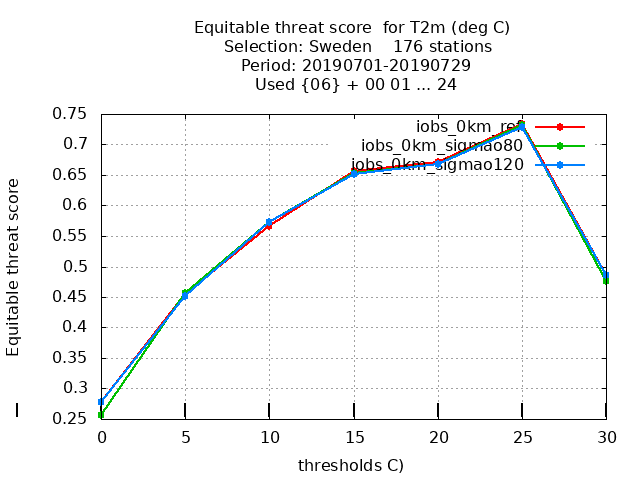 Equitable threat score for T2m (deg C)
Selection: Sweden 176 stations
Period: 20190701-20190729
Used {06} + 00 01 ... 24
0.75
0.7
0.65
0.6
0.55
0.5
0.45
0.4
0.35
0.3
0.25
Equitable threat score
iobs_0km_ref
iobs_0km_sigmao80
iobs_0km_sigmao120
0 5 10 15 20 25 30
thresholds C)